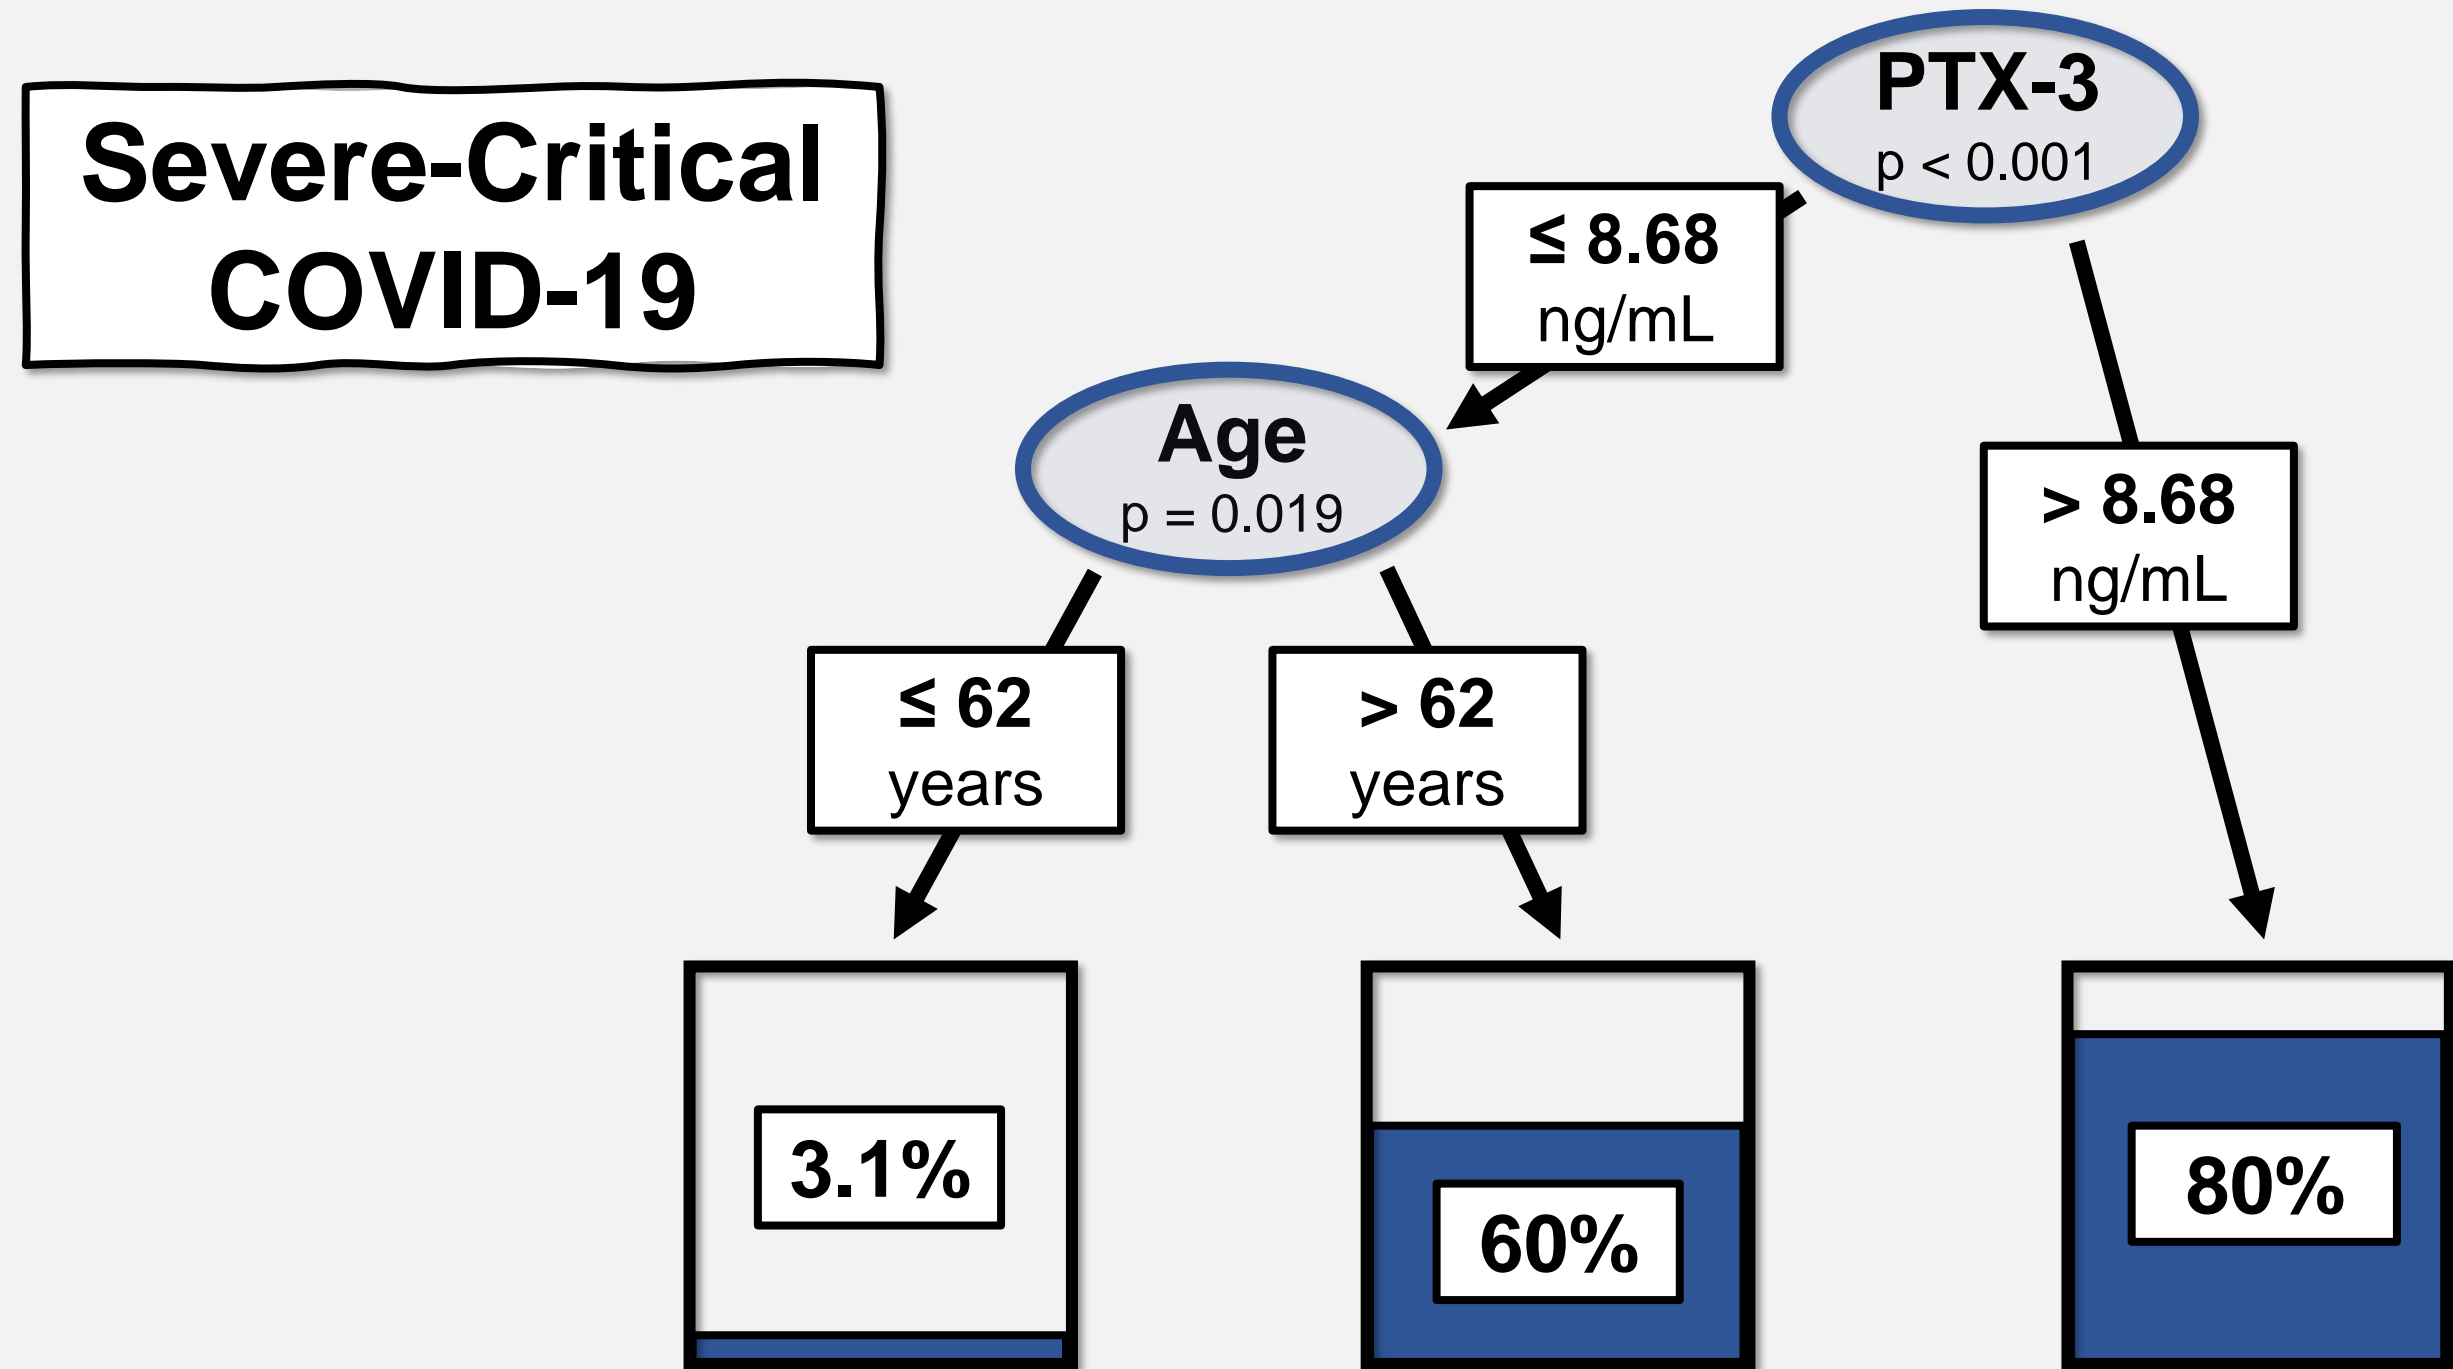 Severe-Critical
COVID-19
PTX-3
p < 0.001
≤ 8.68
ng/mL
> 8.68
ng/mL
Age
p = 0.019
≤ 62
years
> 62
years
3.1%
60%
80%